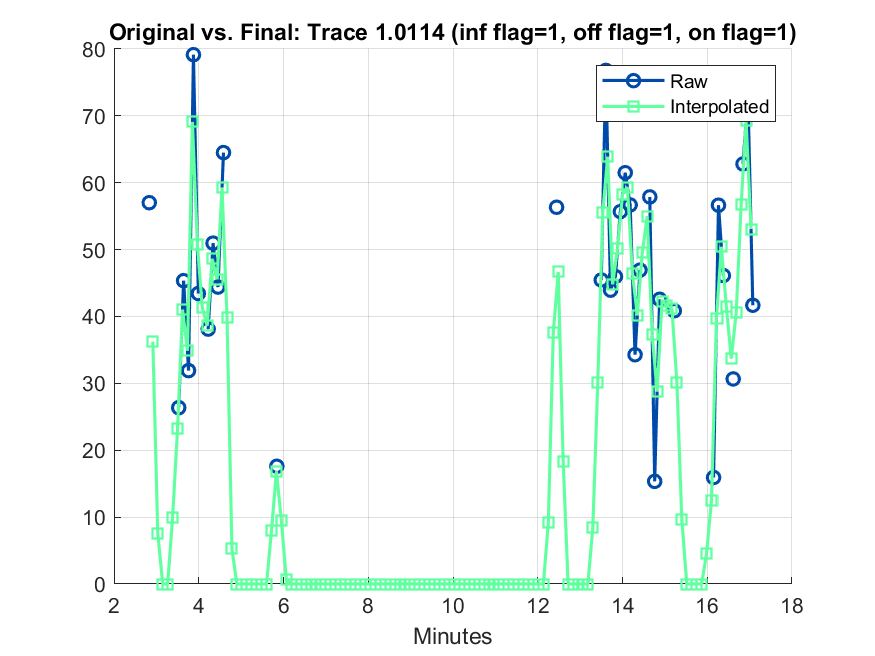 Original vs. Final: Trace 1.0114 (inf flag=1, off flag=1, on flag=1)
80
70
60
50
40
30
20
10
0
Raw
Interpolated
2 4 6 8 10 12 14 16 18
Minutes